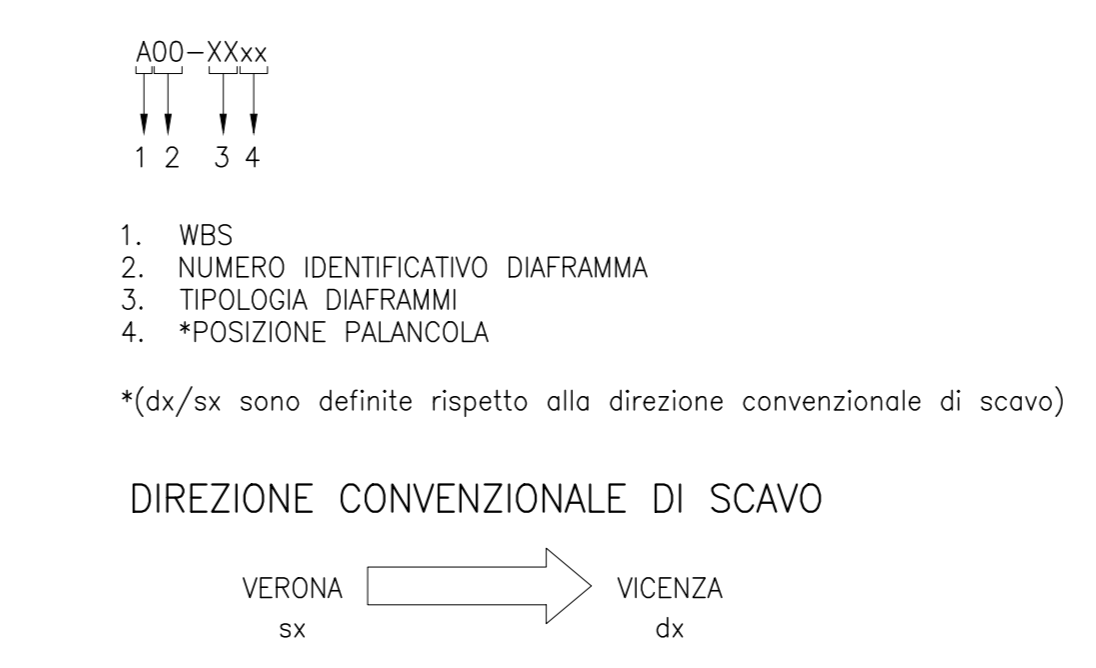 A00-XXxx
1 2 3 4
1. WBS
2. NUMERO IDENTIFICATIVO DIAFRAMMA
3. TIPOLOGIA DIAFRAMMI
4. *POSIZIONE PALANCOLA
*(dx/sx sono definite rispetto alla direzione convenzionale di scavo)
DIREZIONE CONVENZIONALE DI SCAVO
VERONA VICENZA
sx dx